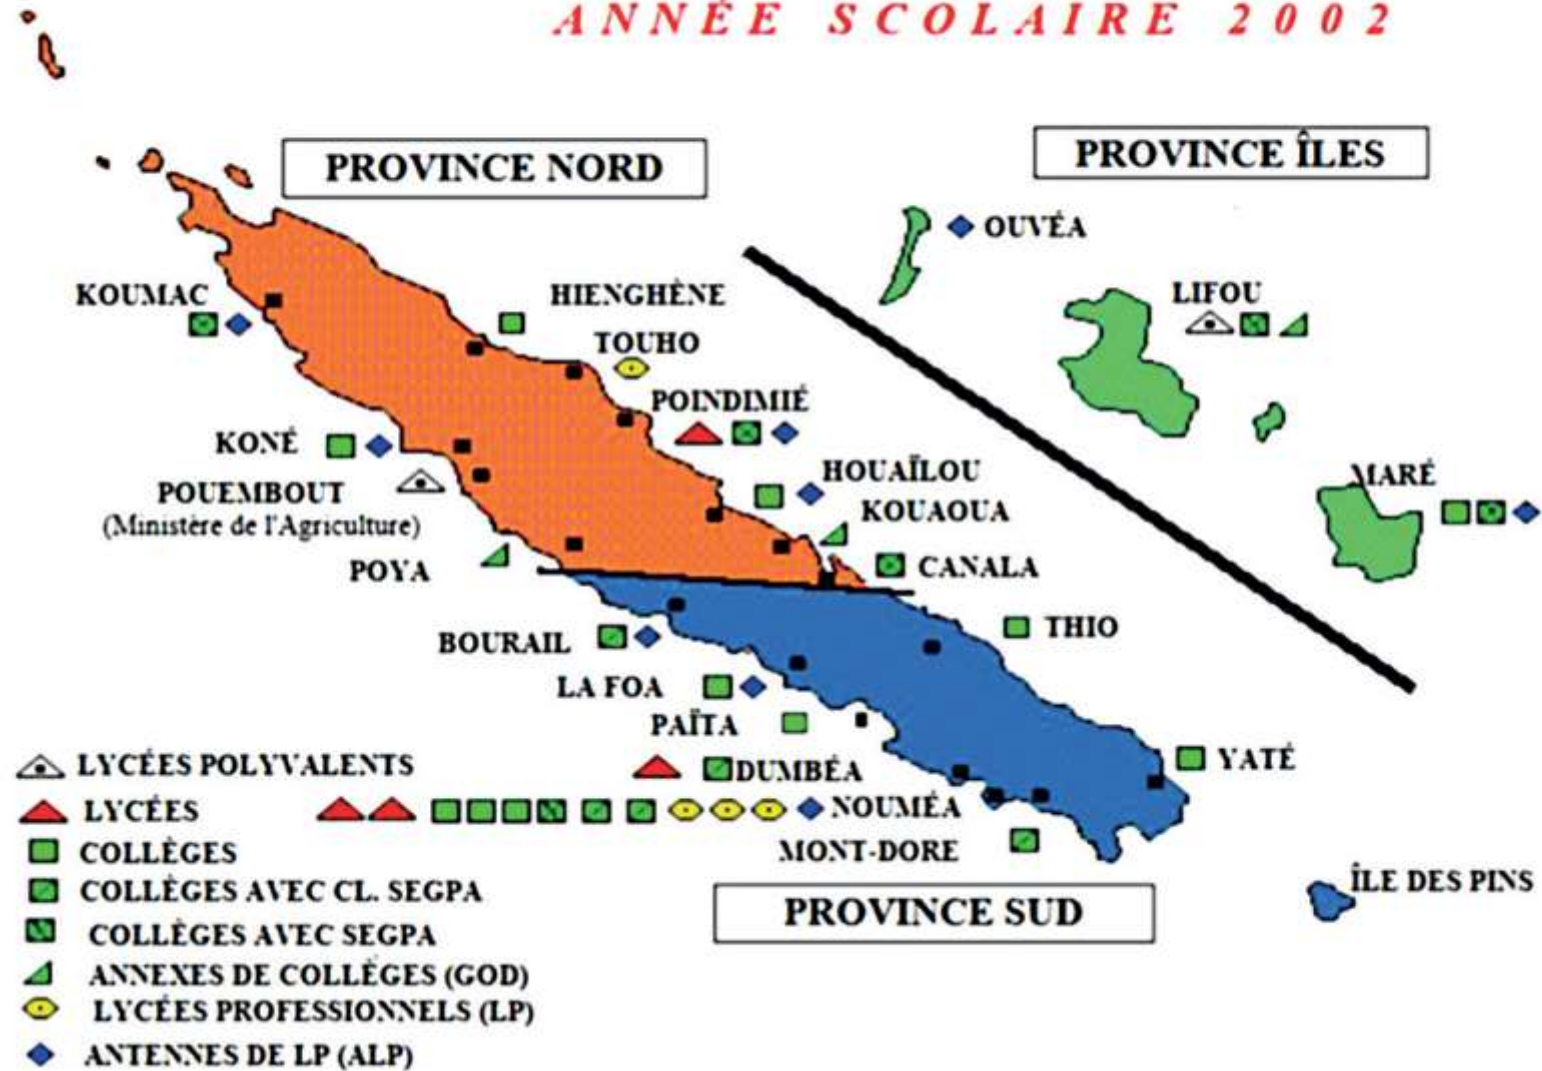 ANNÉE SCOLAIRE 2002
PROVINCE NORD
PROVINCE ÎLES
OUVÉA
KOUMAC
HIENGHÈNE
LIFOU
TOUHO
POINDIMIÉ
KONÉ
HOUAÏLOU
MARÉ
POUEMBOUT
(Ministère de l'Agriculture)
KOUAOUA
POYA
CANALA
THIO
BOURAIL
LA FOA
PAÏTA
YATÉ
DUMBÉA
NOUMÉA
MONT-DORE
ÎLE DES PINS
PROVINCE SUD
LYCÉES POLYVALENTS
LYCÉES
COLLÈGES
COLLÈGES AVEC CL. SEGPA
COLLÈGES AVEC SEGPA
ANNEXES DE COLLÈGES (GOD)
LYCÉES PROFESSIONNELS (LP)
ANTENNES DE LP (ALP)